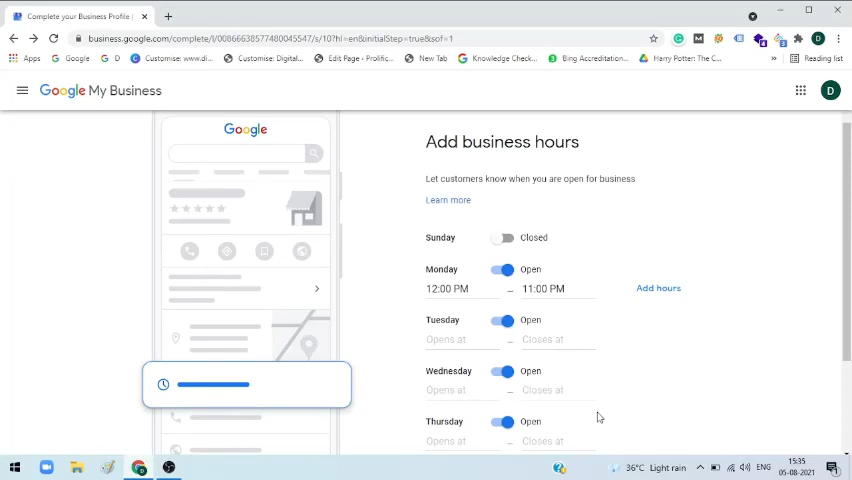 Complete your Business Profile |
business.google.com/complete/l/00866638577480045547/s/10?hl=en&initialStep=true&sof=1
D
Apps Google G D Customise: www.di... Customise: Digital... Edit Page - Prolific... New Tab Knowledge Check... Bing Accreditation... Harry Potter: The C... » Reading list
Google My Business D
Google
Add business hours
Let customers know when you are open for business
Learn more
Sunday Closed
Monday Open
12:00 PM – 11:00 PM Add hours
Tuesday Open
Opens at – Closes at
Wednesday Open
Opens at – Closes at
Thursday Open
Opens at – Closes at
36°C Light rain ENG 15:35
05-08-2021